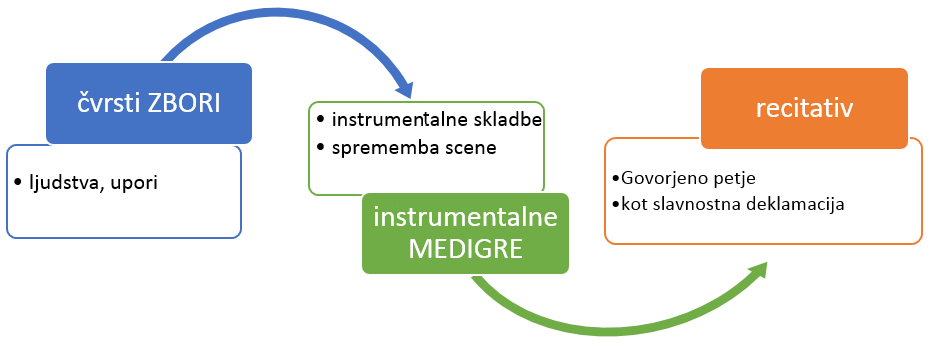 čvrsti ZBORI
• ljudstva, upori
• instrumentalne skladbe
• sprememba scene
instrumentalne
MEDIGRE
recitativ
•Govorjeno petje
•kot slavnostna deklamacija